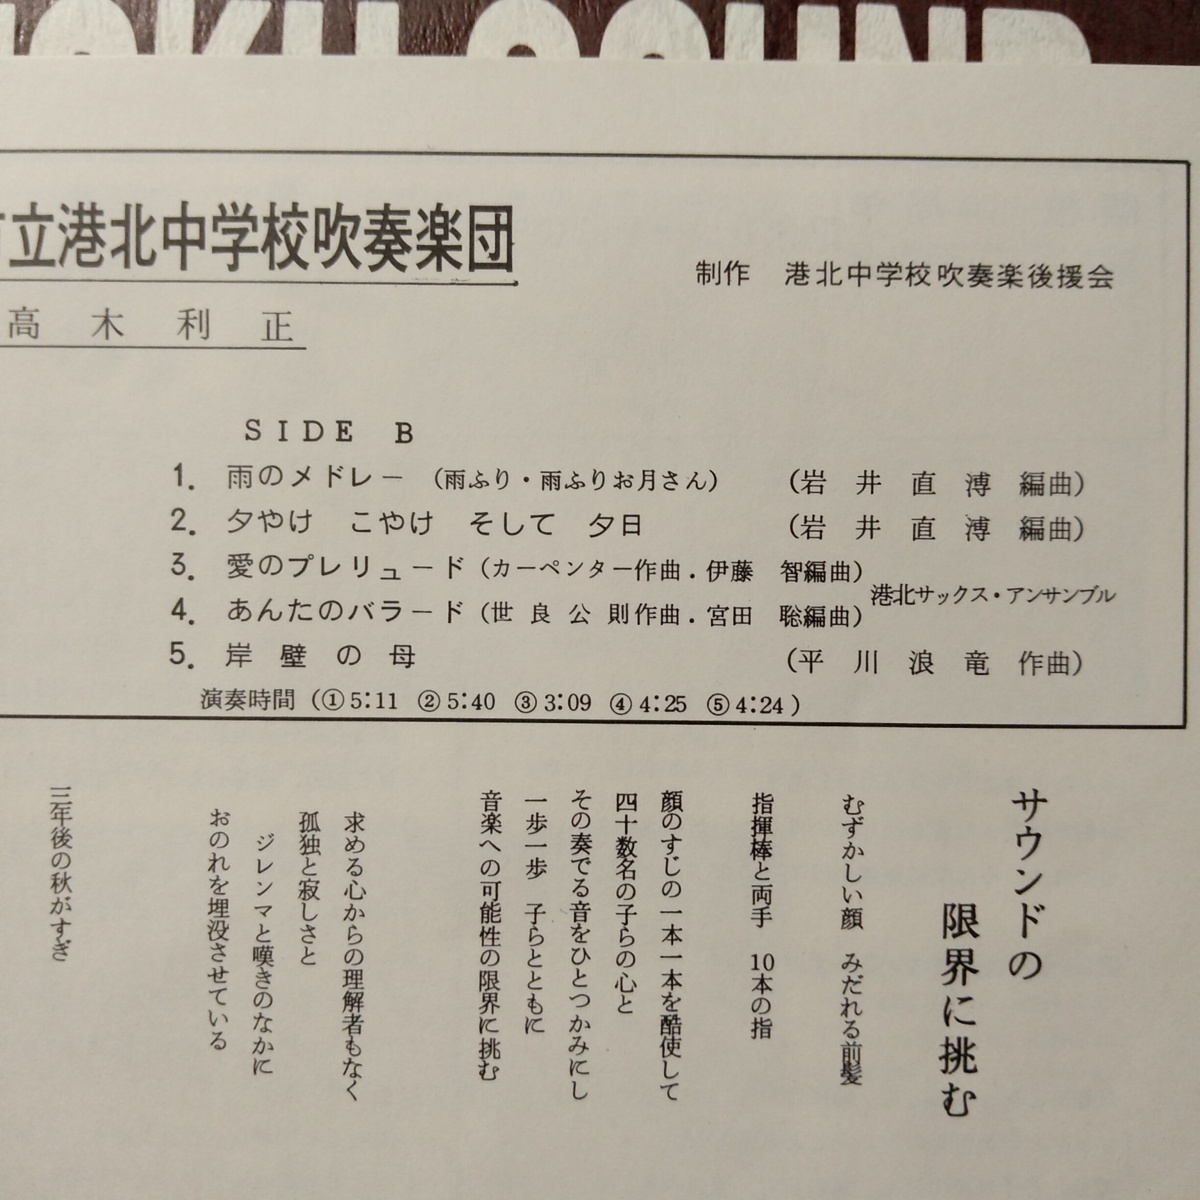 立港北中学校吹奏楽団
制作　港北中学校吹奏楽後援会
高木利正
SIDE B
1. 雨のメドレー（雨ふり・雨ふりお月さん）（岩井直溥編曲）
2. 夕やけ　こやけ　そして　夕日（岩井直溥編曲）
3. 愛のプレリュード（カーペンター作曲．伊藤　智編曲）
港北サックス・アンサンブル
4. あんたのバラード（世良公則作曲．宮田　聡編曲）
5. 岸壁の母（平川浪竜作曲）
演奏時間（①5:11 ②5:40 ③3:09 ④4:25 ⑤4:24）
サウンドの
限界に挑む
むずかしい顔　みだれる前髪
指揮棒と両手　10本の指
顔のすじの一本一本を酷使して
四十数名の子らの心と
その奏でる音をひとつかみにし
一歩一歩　子らとともに
音楽への可能性の限界に挑む
求める心からの理解者もなく
孤独と寂しさと
ジレンマと嘆きのなかに
おのれを埋没させている
三年後の秋がすぎ